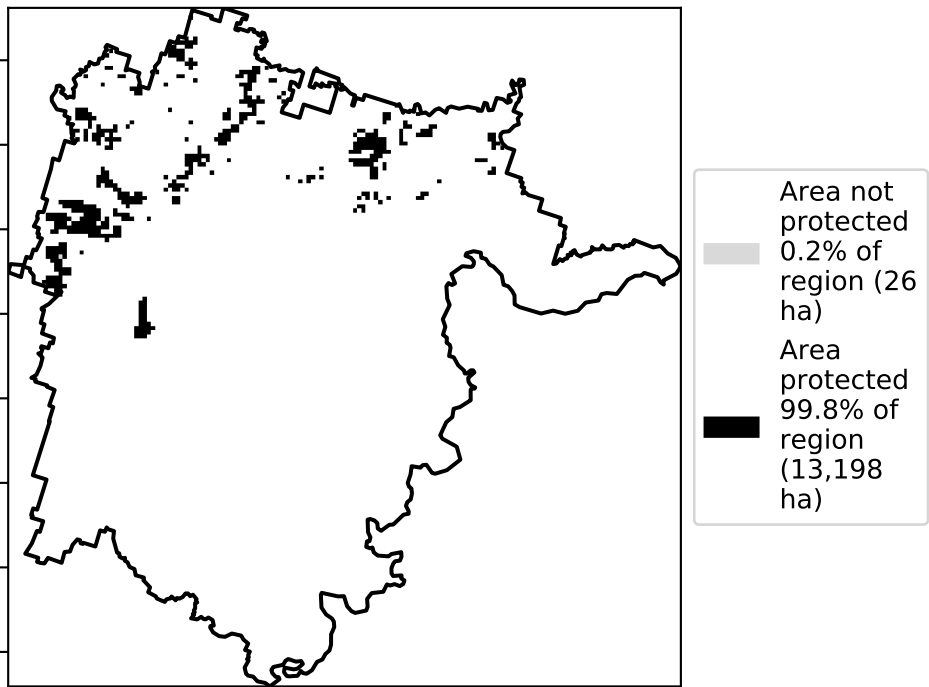 Area not
protected
0.2% of
region (26
ha)
Area
protected
99.8% of
region
(13,198
ha)